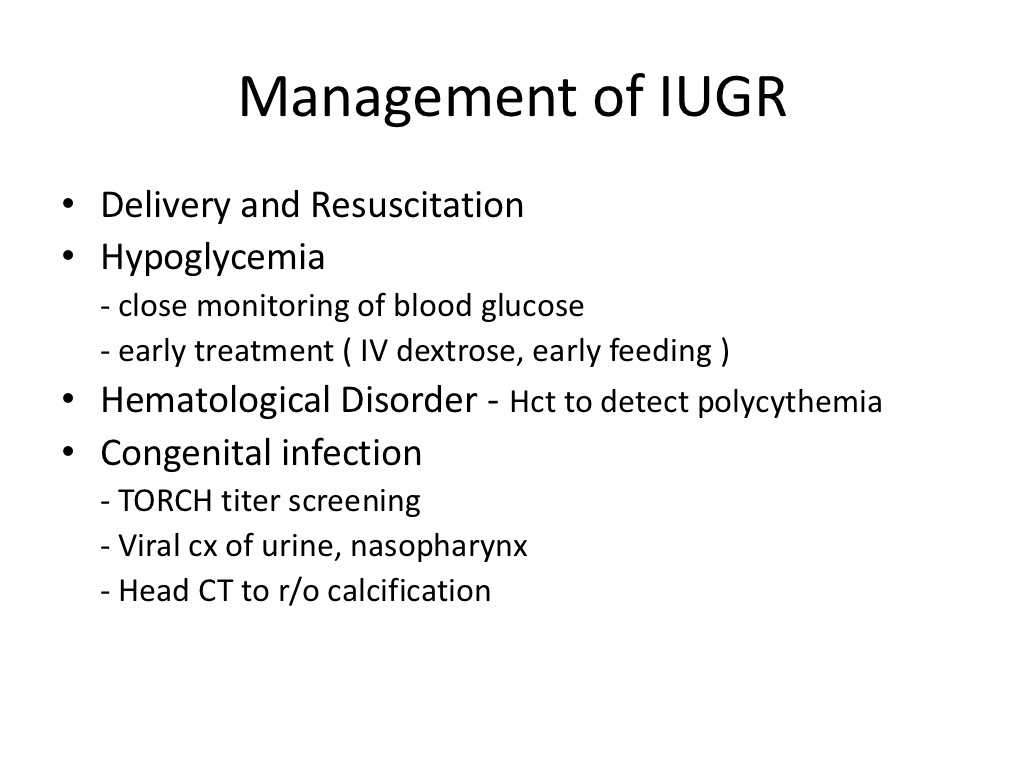 Management of IUGR
• Delivery and Resuscitation
• Hypoglycemia
- close monitoring of blood glucose
- early treatment ( IV dextrose, early feeding )
• Hematological Disorder - Hct to detect polycythemia
• Congenital infection
- TORCH titer screening
- Viral cx of urine, nasopharynx
- Head CT to r/o calcification